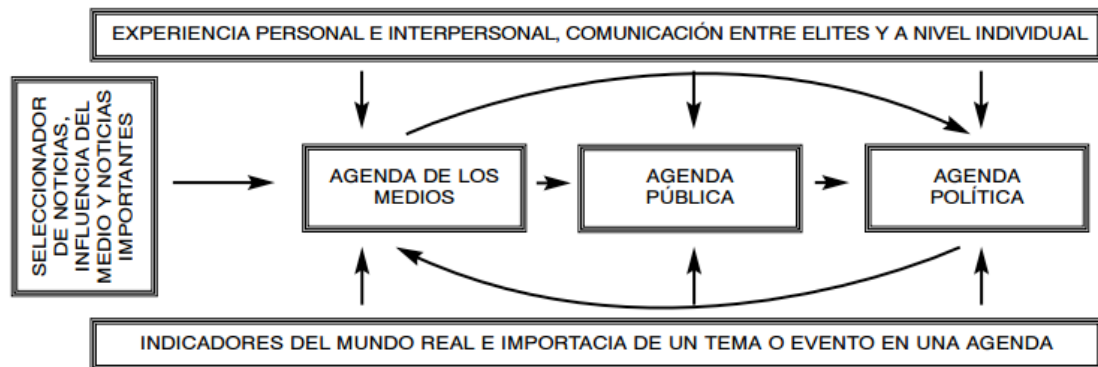 EXPERIENCIA PERSONAL E INTERPERSONAL, COMUNICACIÓN ENTRE ELITES Y A NIVEL INDIVIDUAL
SELECCIONADOR
DE NOTICIAS,
INFLUENCIA DEL
MEDIO Y NOTICIAS
IMPORTANTES
AGENDA DE LOS
MEDIOS
AGENDA
PÚBLICA
AGENDA
POLÍTICA
INDICADORES DEL MUNDO REAL E IMPORTACIA DE UN TEMA O EVENTO EN UNA AGENDA